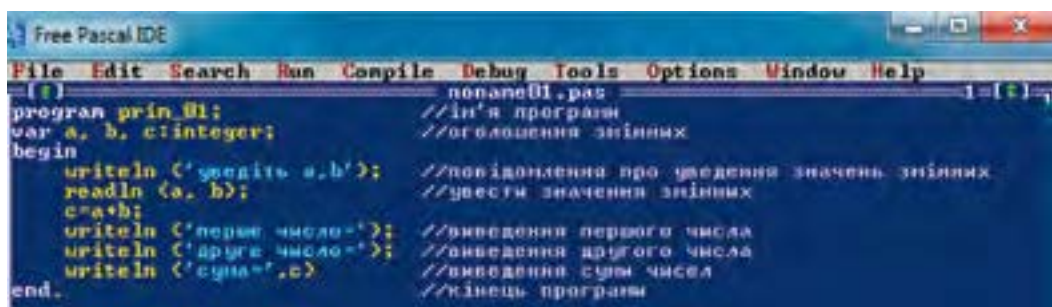 Free Pascal IDE
File Edit Search Run Compile Debug Tools Options Window Help
noname01.pas 1
program prim_01; //ім'я програми
var a, b, c:integer; //оголошення змінних
begin
writeln ('уведіть a,b'); //повідомлення про уведення значень змінних
readln (a, b); //увести значення змінних
c=a+b;
writeln ('перше число='); //виведення першого числа
writeln ('друге число='); //виведення другого числа
writeln ('сума=',c) //виведення суми чисел
end. //кінець програми